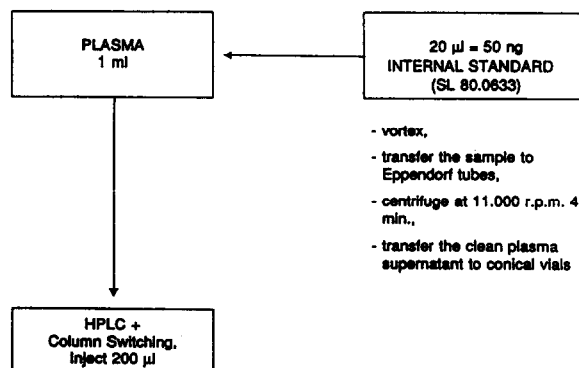 PLASMA
1 ml
20 µl = 50 ng
INTERNAL STANDARD
(SL 80.0633)
- vortex,
- transfer the sample to
Eppendorf tubes,
- centrifuge at 11.000 r.p.m. 4
min.,
- transfer the clean plasma
supernatant to conical vials
HPLC +
Column Switching,
Inject 200 µl